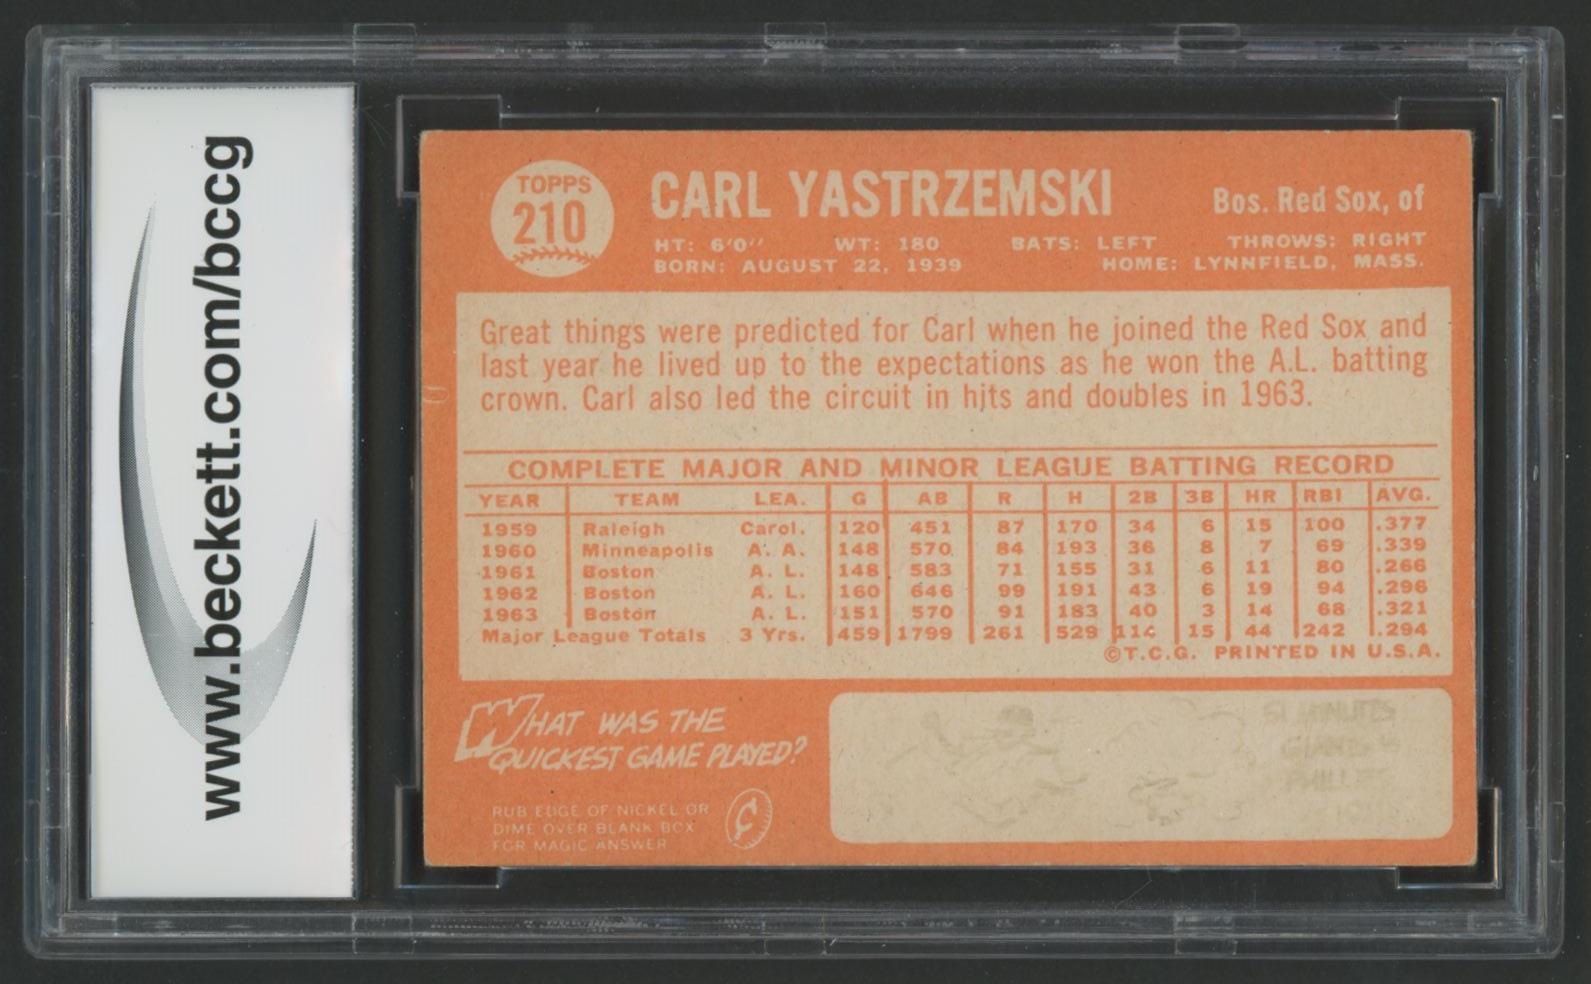 www.beckett.com/bccg
TOPPS
210
CARL YASTRZEMSKI
Bos. Red Sox, of
HT: 6'0" WT: 180 BATS: LEFT THROWS: RIGHT
BORN: AUGUST 22, 1939 HOME: LYNNFIELD, MASS.
Great things were predicted for Carl when he joined the Red Sox and
last year he lived up to the expectations as he won the A.L. batting
crown. Carl also led the circuit in hits and doubles in 1963.
COMPLETE MAJOR AND MINOR LEAGUE BATTING RECORD
YEAR TEAM LEA. G AB R H 2B 3B HR RBI AVG.
1959 Raleigh Carol. 120 451 87 170 34 6 15 100 .377
1960 Minneapolis A. A. 148 570 84 193 36 8 7 69 .339
1961 Boston A. L. 148 583 71 155 31 6 11 80 .266
1962 Boston A. L. 160 646 99 191 43 6 19 94 .296
1963 Boston A. L. 151 570 91 183 40 3 14 68 .321
Major League Totals 3 Yrs. 459 1799 261 529 114 15 44 242 .294
©T.C.G. PRINTED IN U.S.A.
WHAT WAS THE
QUICKEST GAME PLAYED?
RUB EDGE OF NICKEL OR
DIME OVER BLANK BOX
FOR MAGIC ANSWER
¢
51 MINUTES
GIANTS
PHILLIES